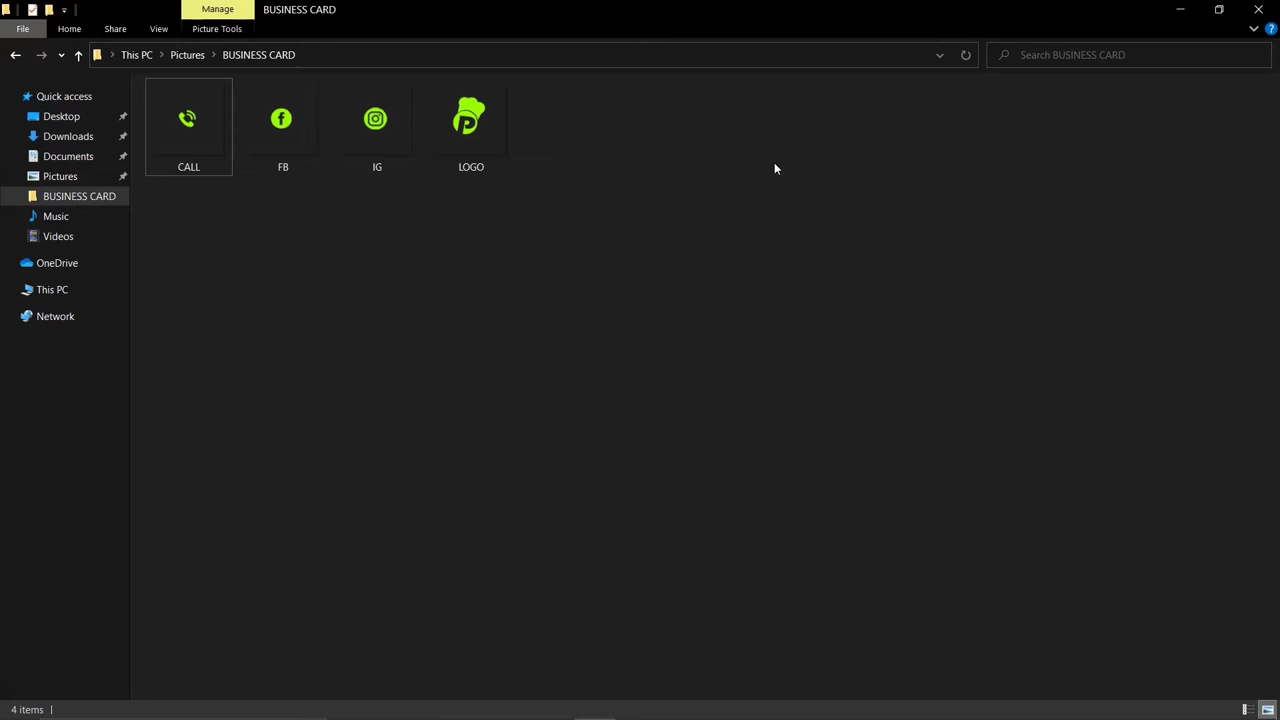 Manage
BUSINESS CARD
File
Home
Share
View
Picture Tools
This PC
Pictures
BUSINESS CARD
Search BUSINESS CARD
Quick access
Desktop
Downloads
Documents
Pictures
BUSINESS CARD
Music
Videos
OneDrive
This PC
Network
CALL
FB
IG
LOGO
4 items